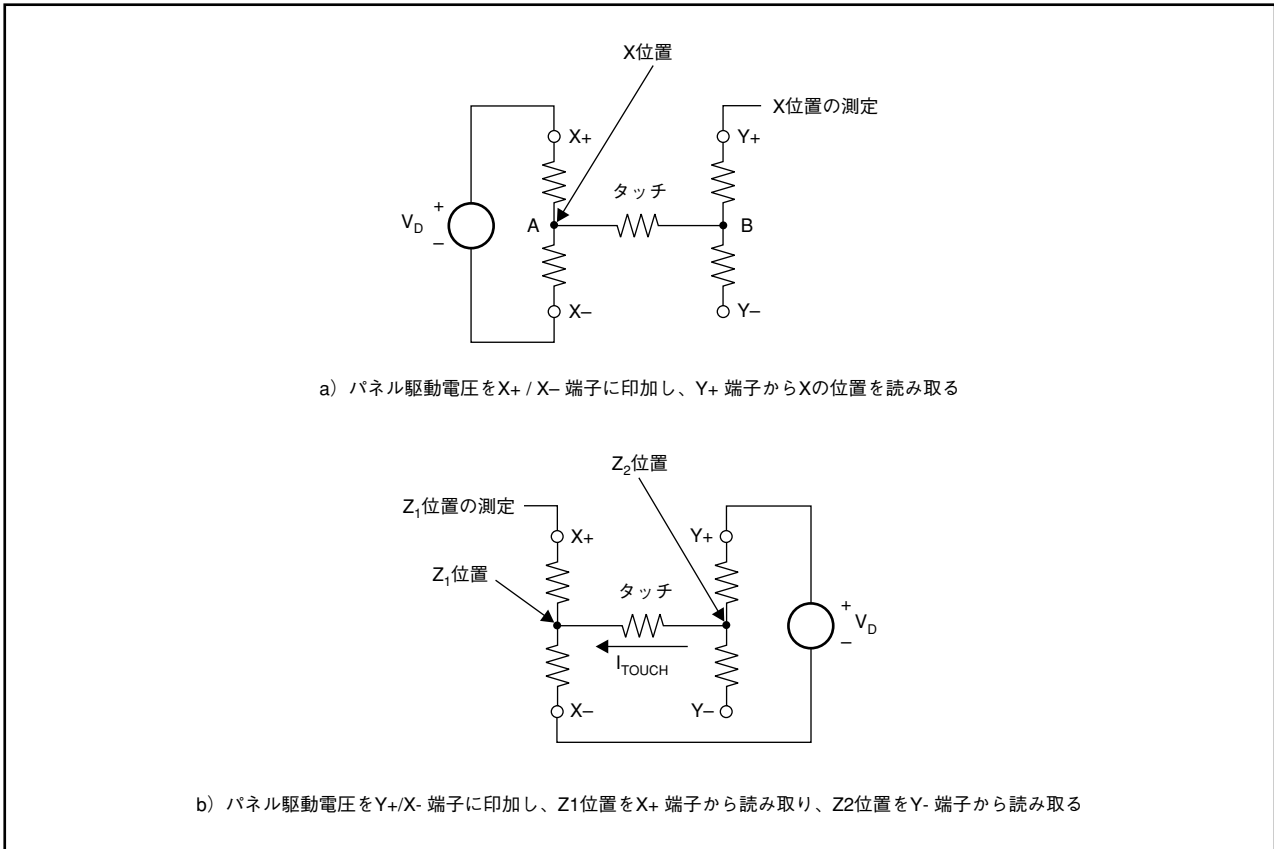 X位置
X位置の測定
X+
Y+
タッチ
V_D
+
–
A
B
X–
Y–
a）パネル駆動電圧をX+ / X– 端子に印加し、Y+ 端子からXの位置を読み取る
Z₂位置
Z₁位置の測定
X+
Y+
Z₁位置
タッチ
+
–
V_D
I_TOUCH
X–
Y–
b）パネル駆動電圧をY+/X- 端子に印加し、Z1位置をX+ 端子から読み取り、Z2位置をY- 端子から読み取る